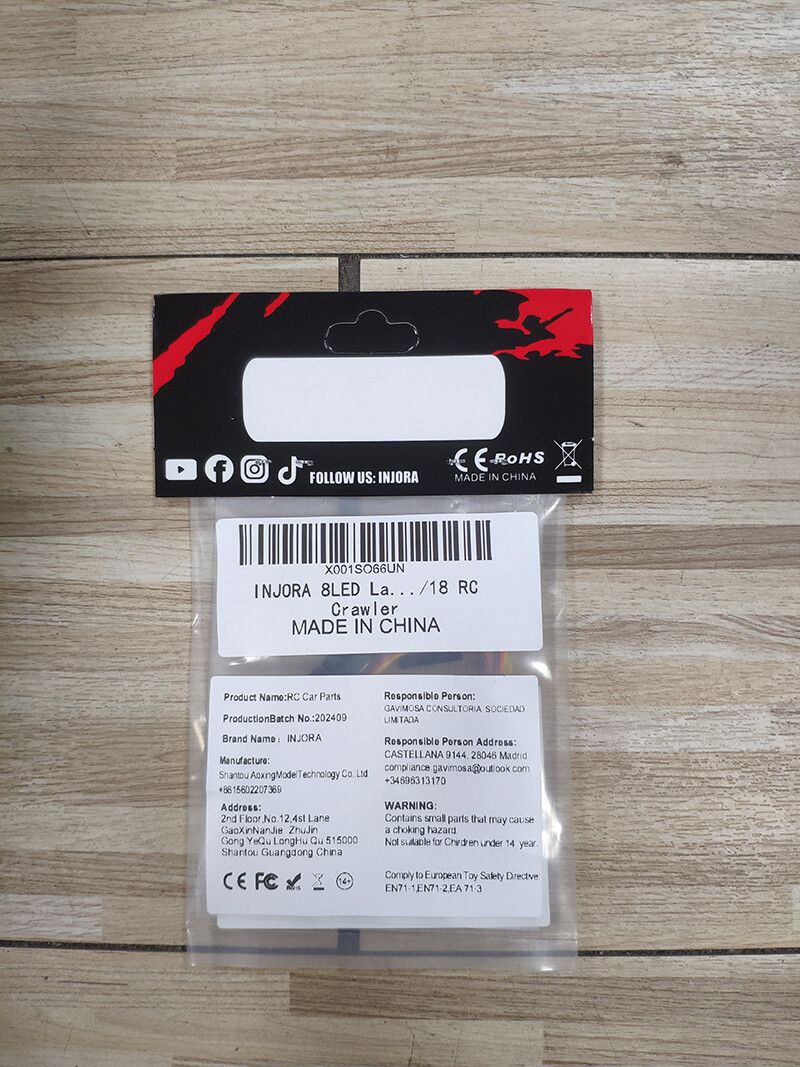 FOLLOW US: INJORA
CE RoHS
MADE IN CHINA
X001SO66UN
INJORA 8LED La.../18 RC
Crawler
MADE IN CHINA
Product Name:RC Car Parts
ProductionBatch No.:202409
Brand Name: INJORA
Manufacture:
Shantou AoxingModelTechnology Co.,Ltd
+8615602207369
Address:
2nd Floor,No.12,4st Lane
GaoXinNanJie ZhuJin
Gong YeQu LongHu Qu 515000
Shantou Guangdong China
CE FC RoHS 14+
Responsible Person:
GAVIMOSA CONSULTORIA, SOCIEDAD
LIMITADA
Responsible Person Address:
CASTELLANA 9144, 28046 Madrid
compliance.gavimosa@outlook.com
+34696313170
WARNING:
Contains small parts that may cause
a choking hazard.
Not suitable for Chirdren under 14 year.
Comply to European Toy Safety Directive:
EN71-1,EN71-2,EA 71-3